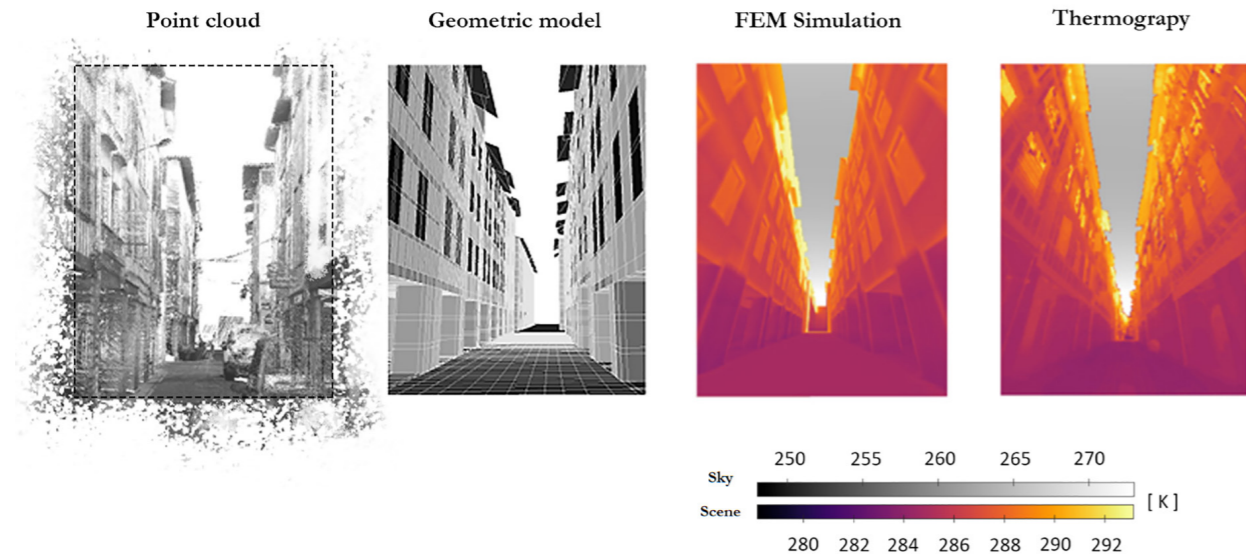 Point cloud
Geometric model
FEM Simulation
Thermograpy
250 255 260 265 270
Sky
[ K ]
Scene
280 282 284 286 288 290 292